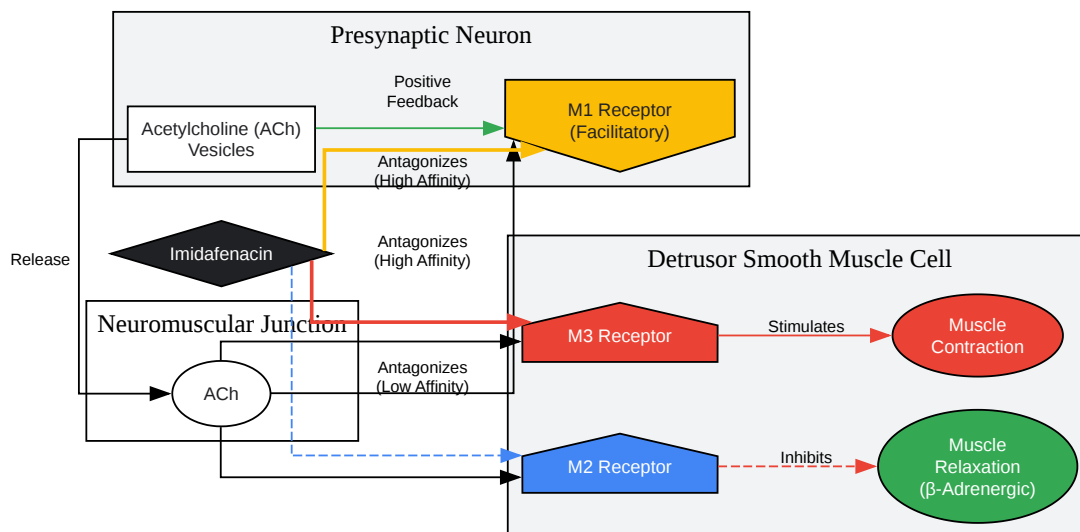 Presynaptic Neuron
Positive
Feedback
Acetylcholine (ACh)
Vesicles
M1 Receptor
(Facilitatory)
Antagonizes
(High Affinity)
Release
Imidafenacin
Antagonizes
(High Affinity)
Detrusor Smooth Muscle Cell
Neuromuscular Junction
M3 Receptor
Stimulates
Muscle
Contraction
ACh
Antagonizes
(Low Affinity)
M2 Receptor
Inhibits
Muscle
Relaxation
(β-Adrenergic)